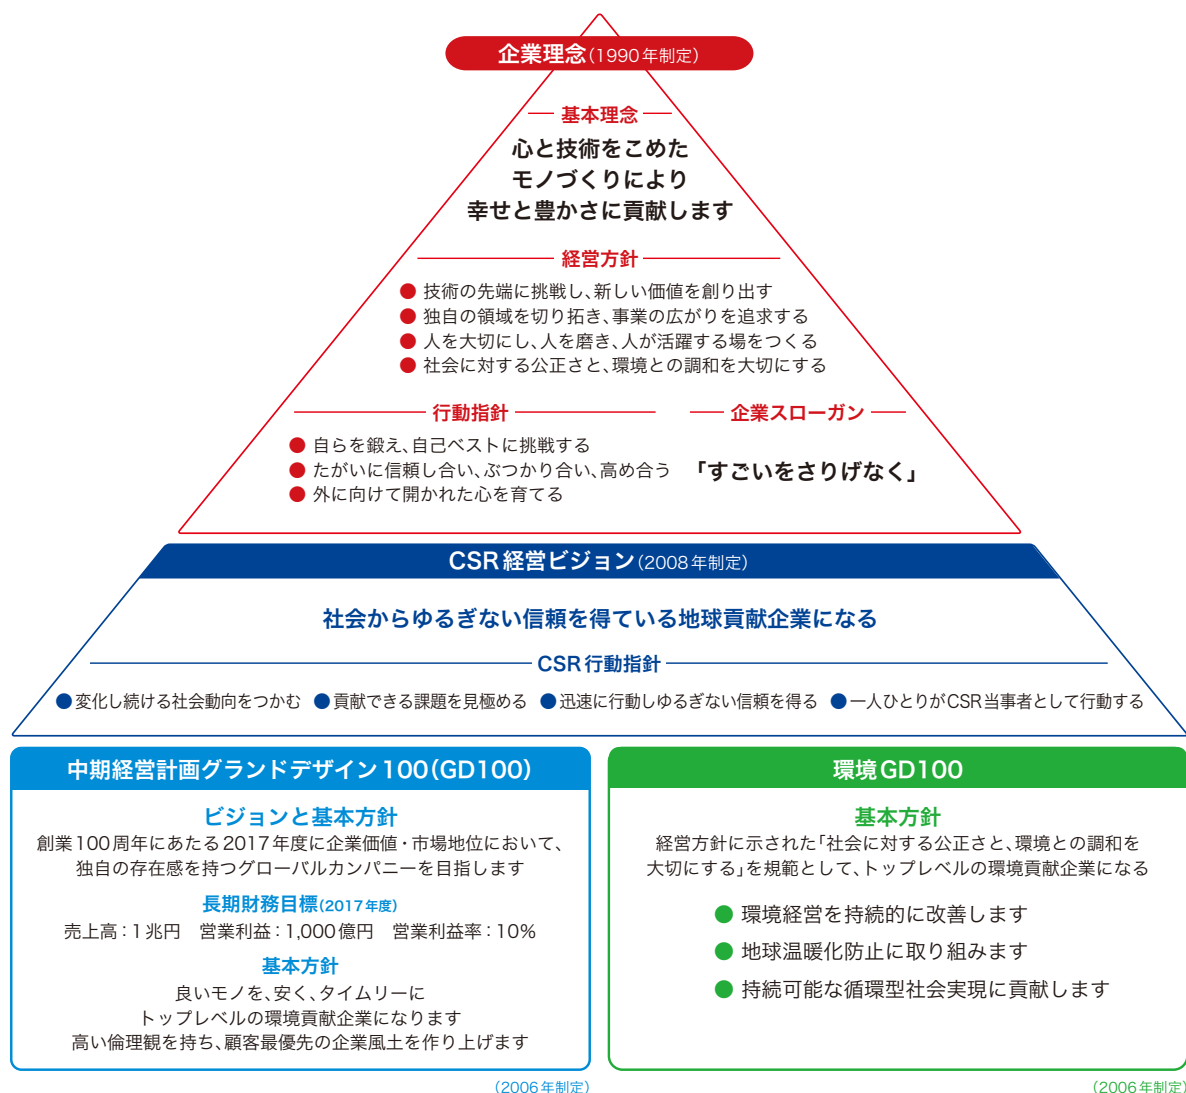 企業理念(1990年制定)
基本理念
心と技術をこめた
モノづくりにより
幸せと豊かさに貢献します
経営方針
● 技術の先端に挑戦し、新しい価値を創り出す
● 独自の領域を切り拓き、事業の広がりを追求する
● 人を大切にし、人を磨き、人が活躍する場をつくる
● 社会に対する公正さと、環境との調和を大切にする
行動指針
● 自らを鍛え、自己ベストに挑戦する
● たがいに信頼し合い、ぶつかり合い、高め合う
● 外に向けて開かれた心を育てる
企業スローガン
「すごいをさりげなく」
CSR経営ビジョン(2008年制定)
社会からゆるぎない信頼を得ている地球貢献企業になる
CSR行動指針
●変化し続ける社会動向をつかむ ●貢献できる課題を見極める ●迅速に行動しゆるぎない信頼を得る ●一人ひとりがCSR当事者として行動する
中期経営計画グランドデザイン100(GD100)
ビジョンと基本方針
創業100周年にあたる2017年度に企業価値・市場地位において、
独自の存在感を持つグローバルカンパニーを目指します
長期財務目標(2017年度)
売上高：1兆円 営業利益：1,000億円 営業利益率：10%
基本方針
良いモノを、安く、タイムリーに
トップレベルの環境貢献企業になります
高い倫理観を持ち、顧客最優先の企業風土を作り上げます
(2006年制定)
環境GD100
基本方針
経営方針に示された「社会に対する公正さと、環境との調和を
大切にする」を規範として、トップレベルの環境貢献企業になる
● 環境経営を持続的に改善します
● 地球温暖化防止に取り組みます
● 持続可能な循環型社会実現に貢献します
(2006年制定)